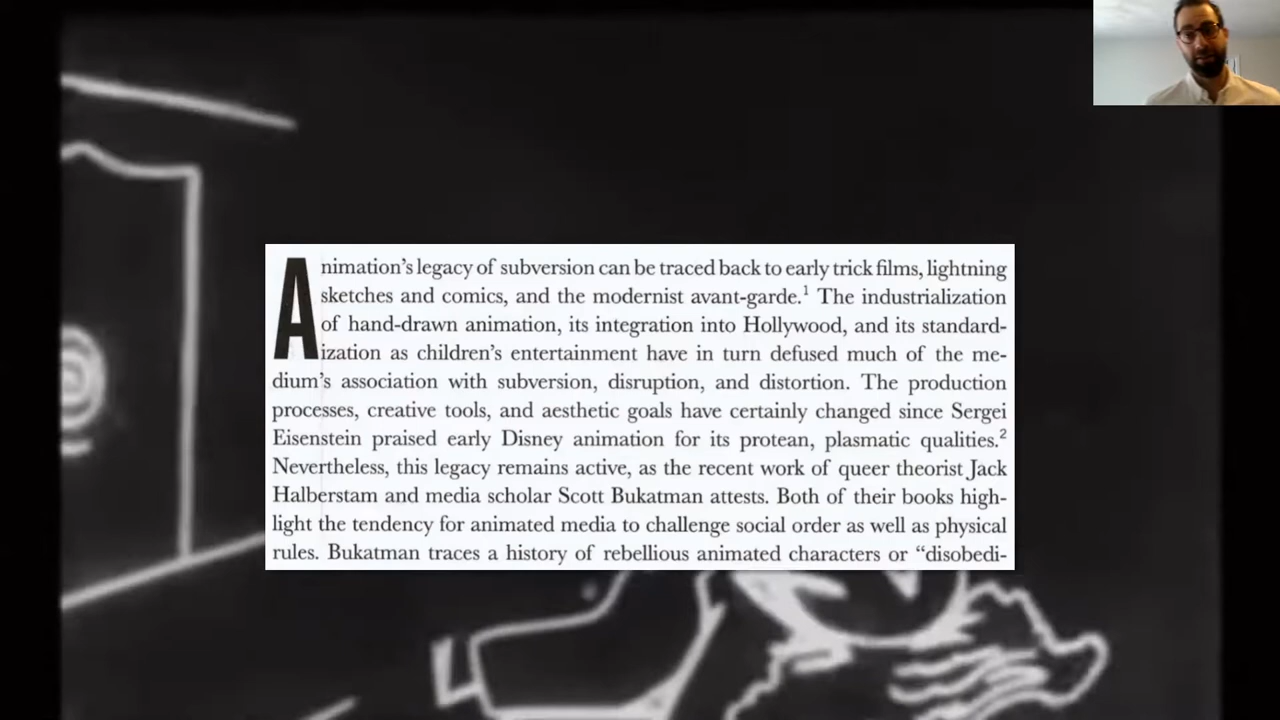 Animation’s legacy of subversion can be traced back to early trick films, lightning
sketches and comics, and the modernist avant-garde.¹ The industrialization
of hand-drawn animation, its integration into Hollywood, and its standard-
ization as children’s entertainment have in turn defused much of the me-
dium’s association with subversion, disruption, and distortion. The production
processes, creative tools, and aesthetic goals have certainly changed since Sergei
Eisenstein praised early Disney animation for its protean, plasmatic qualities.²
Nevertheless, this legacy remains active, as the recent work of queer theorist Jack
Halberstam and media scholar Scott Bukatman attests. Both of their books high-
light the tendency for animated media to challenge social order as well as physical
rules. Bukatman traces a history of rebellious animated characters or “disobedi-